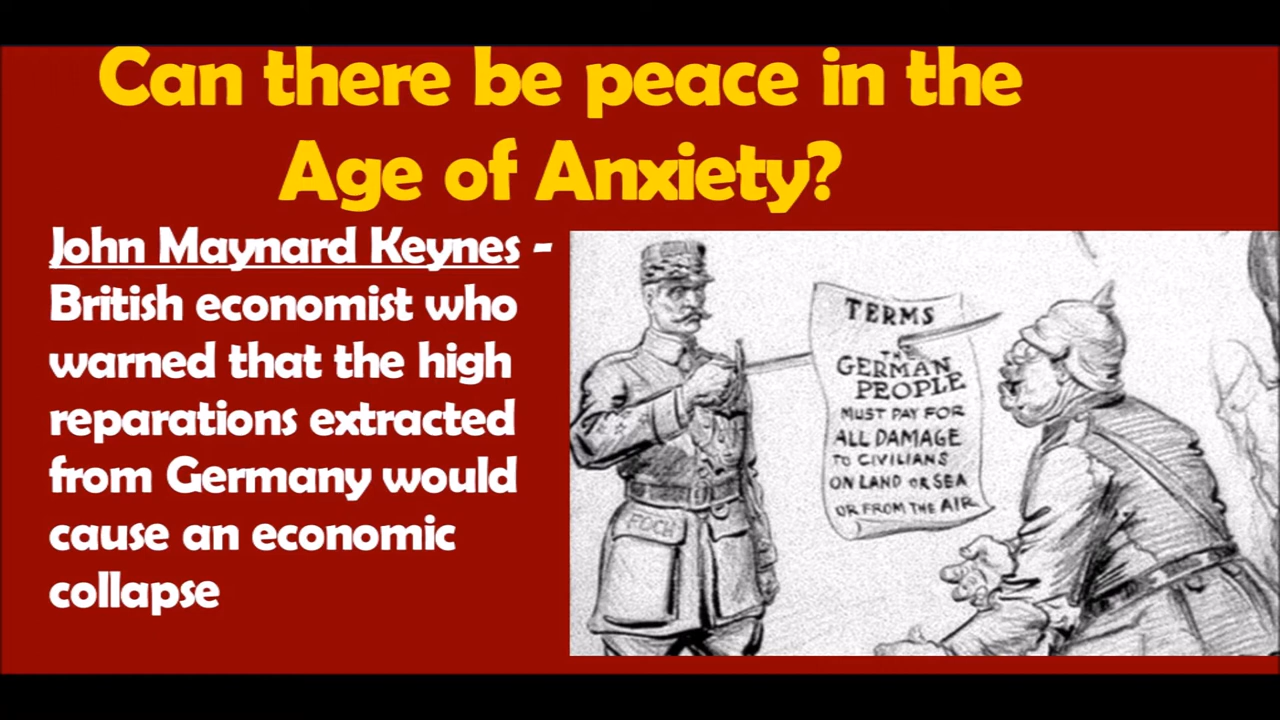 Can there be peace in the
Age of Anxiety?
John Maynard Keynes -
British economist who
warned that the high
reparations extracted
from Germany would
cause an economic
collapse
TERMS
THE
GERMAN
PEOPLE
MUST PAY FOR
ALL DAMAGE
TO CIVILIANS
ON LAND OR SEA
OR FROM THE AIR
FOCH